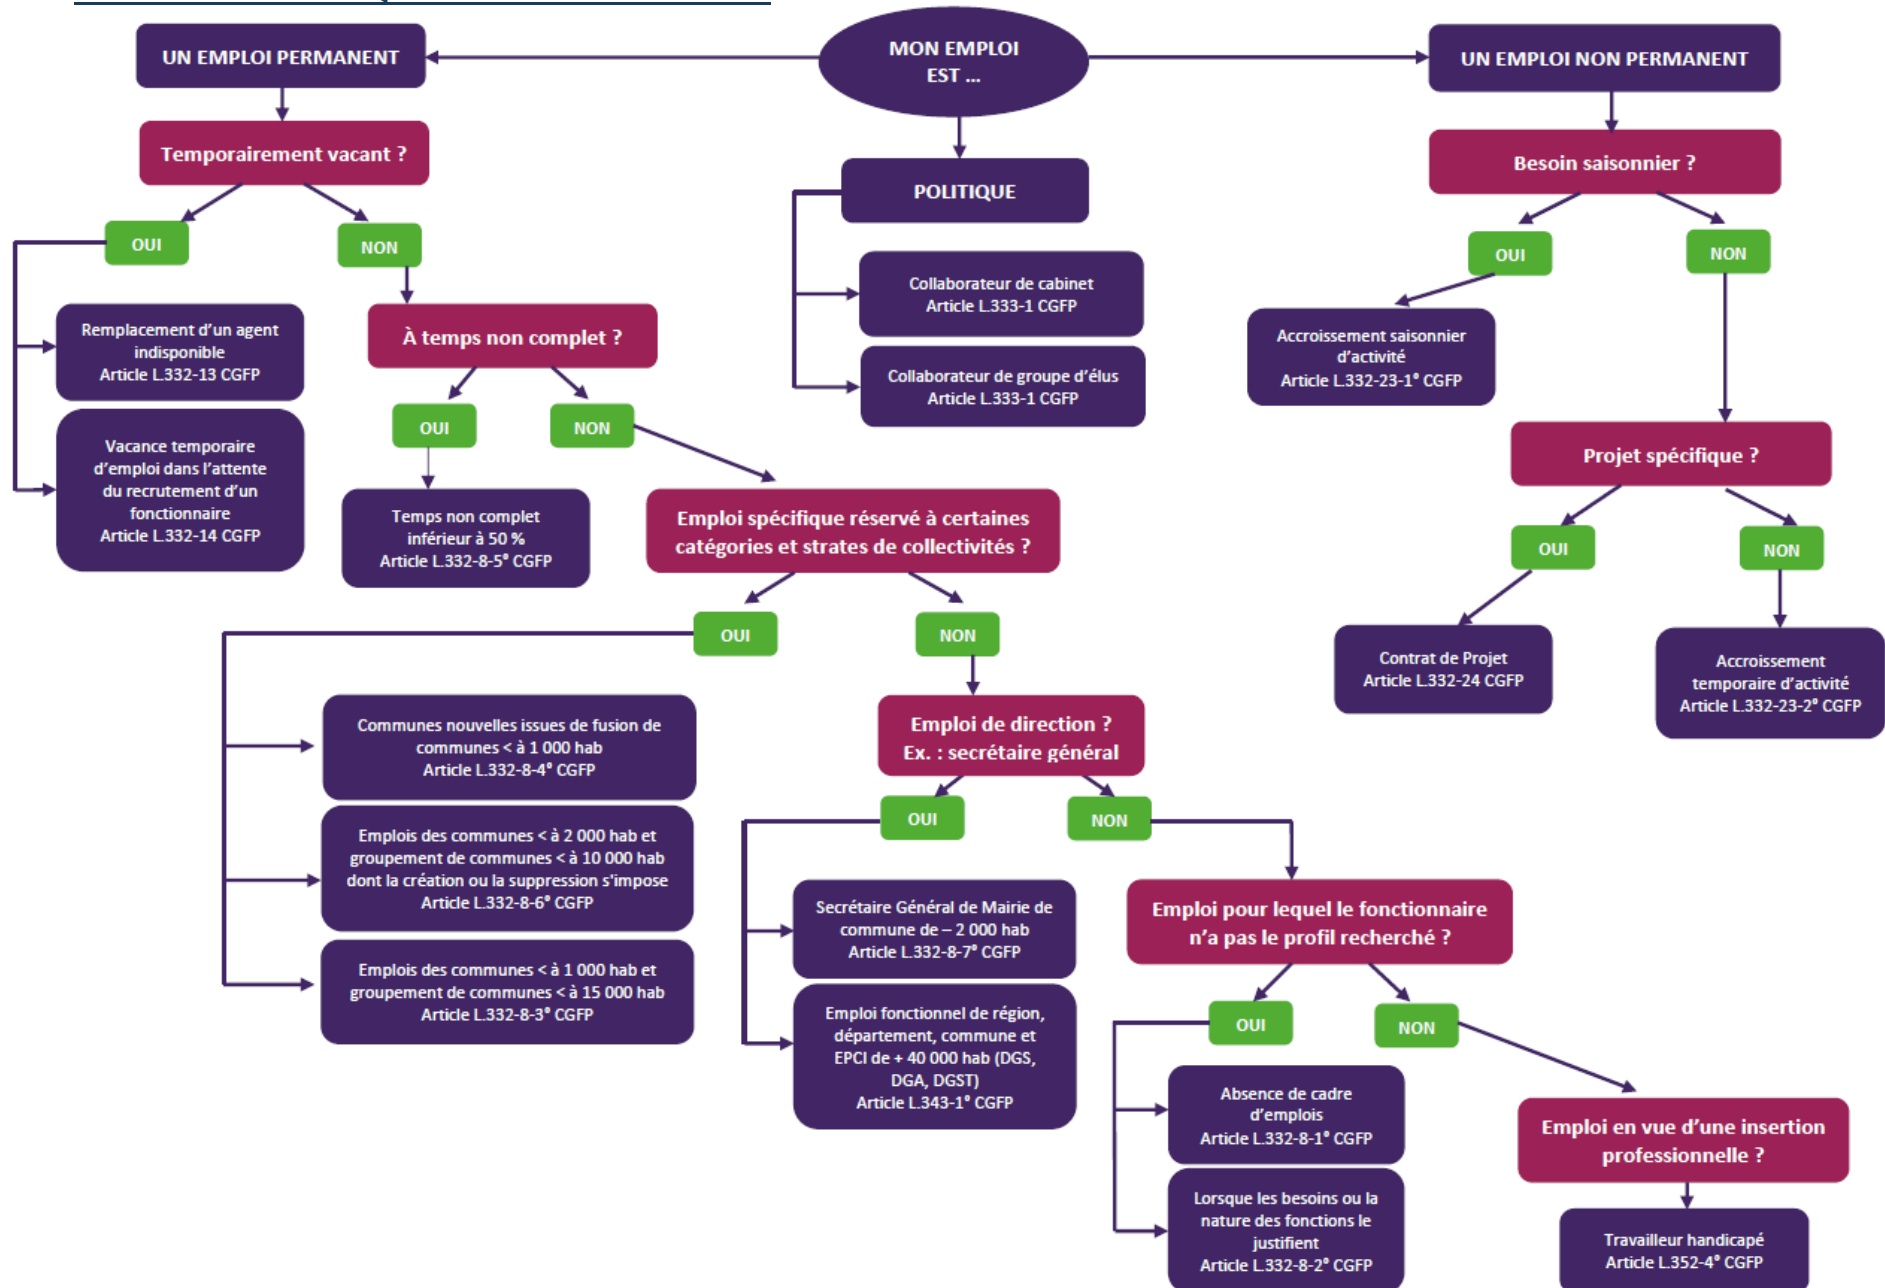 MON EMPLOI
EST ...
UN EMPLOI PERMANENT
Temporairement vacant ?
OUI
NON
Remplacement d'un agent
indisponible
Article L.332-13 CGFP
Vacance temporaire
d'emploi dans l'attente
du recrutement d'un
fonctionnaire
Article L.332-14 CGFP
À temps non complet ?
OUI
NON
Temps non complet
inférieur à 50 %
Article L.332-8-5° CGFP
Emploi spécifique réservé à certaines
catégories et strates de collectivités ?
OUI
NON
Communes nouvelles issues de fusion de
communes < à 1 000 hab
Article L.332-8-4° CGFP
Emplois des communes < à 2 000 hab et
groupement de communes < à 10 000 hab
dont la création ou la suppression s'impose
Article L.332-8-6° CGFP
Emplois des communes < à 1 000 hab et
groupement de communes < à 15 000 hab
Article L.332-8-3° CGFP
Emploi de direction ?
Ex. : secrétaire général
OUI
NON
Secrétaire Général de Mairie de
commune de – 2 000 hab
Article L.332-8-7° CGFP
Emploi fonctionnel de région,
département, commune et
EPCI de + 40 000 hab (DGS,
DGA, DGST)
Article L.343-1° CGFP
Emploi pour lequel le fonctionnaire
n'a pas le profil recherché ?
OUI
NON
Absence de cadre
d'emplois
Article L.332-8-1° CGFP
Lorsque les besoins ou la
nature des fonctions le
justifient
Article L.332-8-2° CGFP
Emploi en vue d'une insertion
professionnelle ?
Travailleur handicapé
Article L.352-4° CGFP
POLITIQUE
Collaborateur de cabinet
Article L.333-1 CGFP
Collaborateur de groupe d'élus
Article L.333-1 CGFP
UN EMPLOI NON PERMANENT
Besoin saisonnier ?
OUI
NON
Accroissement saisonnier
d'activité
Article L.332-23-1° CGFP
Projet spécifique ?
OUI
NON
Contrat de Projet
Article L.332-24 CGFP
Accroissement
temporaire d'activité
Article L.332-23-2° CGFP